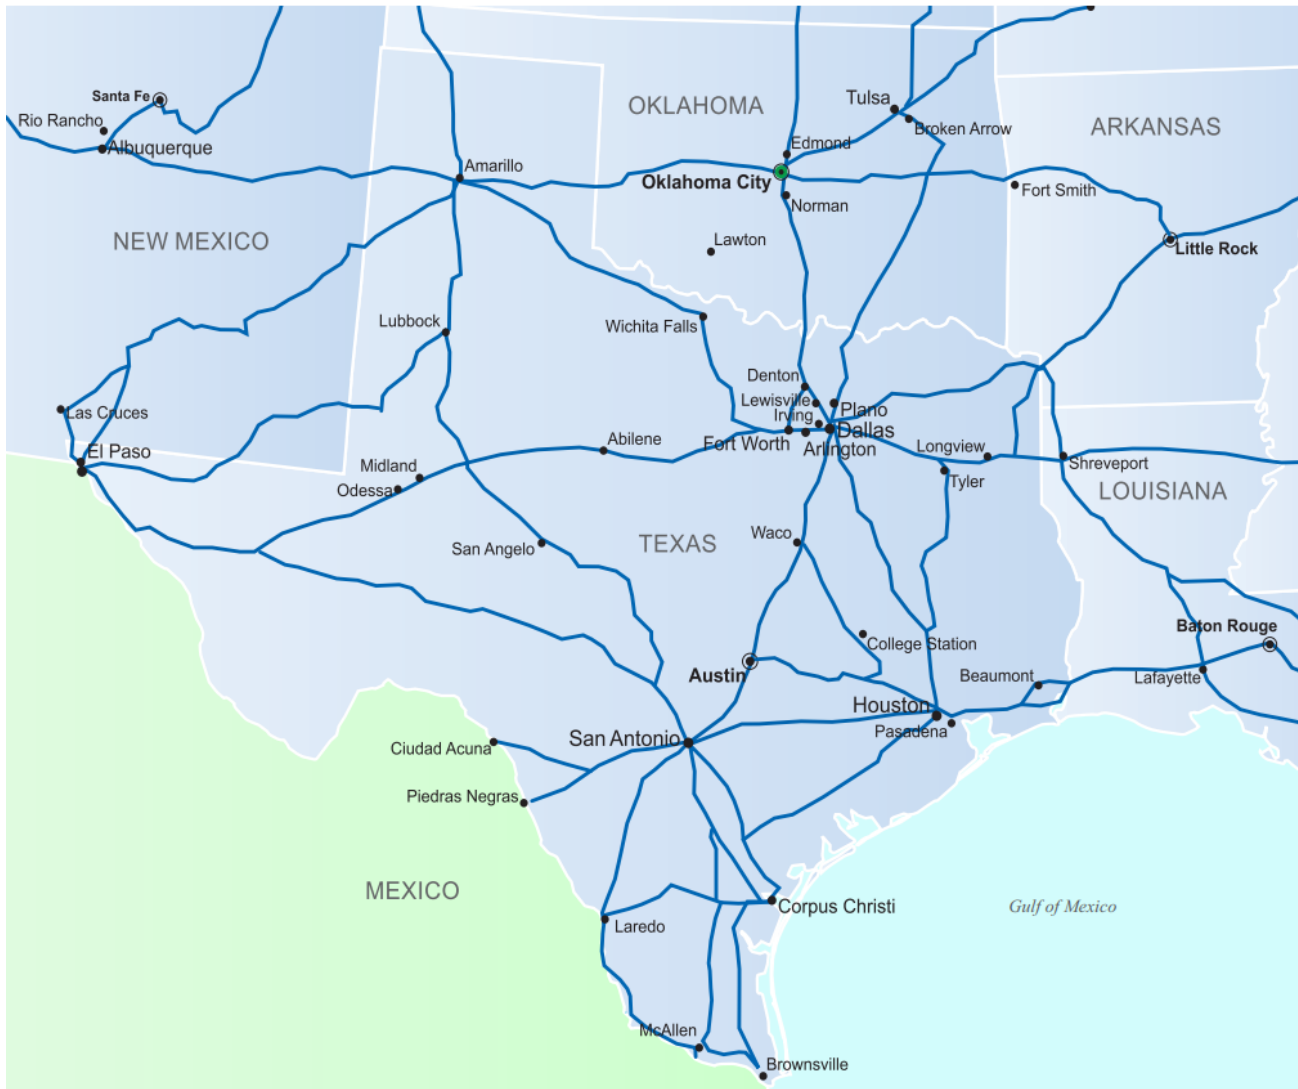 Santa Fe
Rio Rancho
Albuquerque
Amarillo
OKLAHOMA
Tulsa
Broken Arrow
ARKANSAS
Edmond
Oklahoma City
Norman
Fort Smith
NEW MEXICO
Lawton
Little Rock
Lubbock
Wichita Falls
Denton
Lewisville
Plano
Irving
Dallas
Las Cruces
El Paso
Abilene
Fort Worth
Arlington
Longview
Midland
Odessa
Tyler
Shreveport
LOUISIANA
San Angelo
TEXAS
Waco
College Station
Baton Rouge
Austin
Beaumont
Lafayette
Houston
Pasadena
San Antonio
Ciudad Acuna
Piedras Negras
MEXICO
Corpus Christi
Gulf of Mexico
Laredo
McAllen
Brownsville